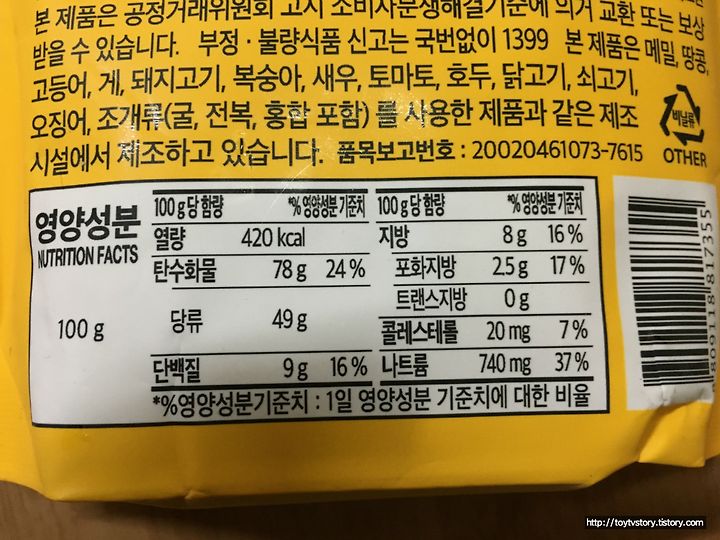 본 제품은 공정거래위원회 고시 소비자분쟁해결기준에 의거 교환 또는 보상
받을 수 있습니다. 부정·불량식품 신고는 국번없이 1399 본 제품은 메밀, 땅콩,
고등어, 게, 돼지고기, 복숭아, 새우, 토마토, 호두, 닭고기, 쇠고기,
오징어, 조개류(굴, 전복, 홍합 포함) 를 사용한 제품과 같은 제조
시설에서 제조하고 있습니다. 품목보고번호 : 20020461073-7615
비닐류
OTHER
영양성분
NUTRITION FACTS
100 g
100 g당 함량 *% 영양성분 기준치
열량 420 kcal
탄수화물 78 g 24 %
당류 49 g
단백질 9 g 16 %
100 g당 함량 *% 영양성분 기준치
지방 8 g 16 %
포화지방 2.5 g 17 %
트랜스지방 0 g
콜레스테롤 20 mg 7 %
나트륨 740 mg 37 %
*%영양성분기준치 : 1일 영양성분 기준치에 대한 비율
8 809118 817355
http://toytvstory.tistory.com